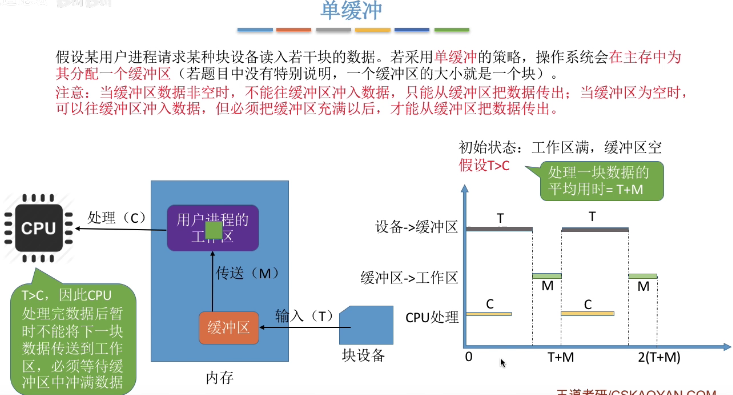 单缓冲
假设某用户进程请求某种块设备读入若干块的数据。若采用单缓冲的策略，操作系统会在主存中为
其分配一个缓冲区（若题目中没有特别说明，一个缓冲区的大小就是一个块）。
注意：当缓冲区数据非空时，不能往缓冲区冲入数据，只能从缓冲区把数据传出；当缓冲区为空时，
可以往缓冲区冲入数据，但必须把缓冲区充满以后，才能从缓冲区把数据传出。
初始状态：工作区满，缓冲区空
假设T>C
处理一块数据的
平均用时= T+M
CPU
处理（C）
用户进程的
工作区
传送（M）
缓冲区
输入（T）
块设备
内存
T>C，因此CPU
处理完数据后暂
时不能将下一块
数据传送到工作
区，必须等待缓
冲区中冲满数据
设备->缓冲区
T
T
缓冲区->工作区
M
M
CPU处理
C
C
0
T+M
2(T+M)
王道考研/CSKAOYAN.COM